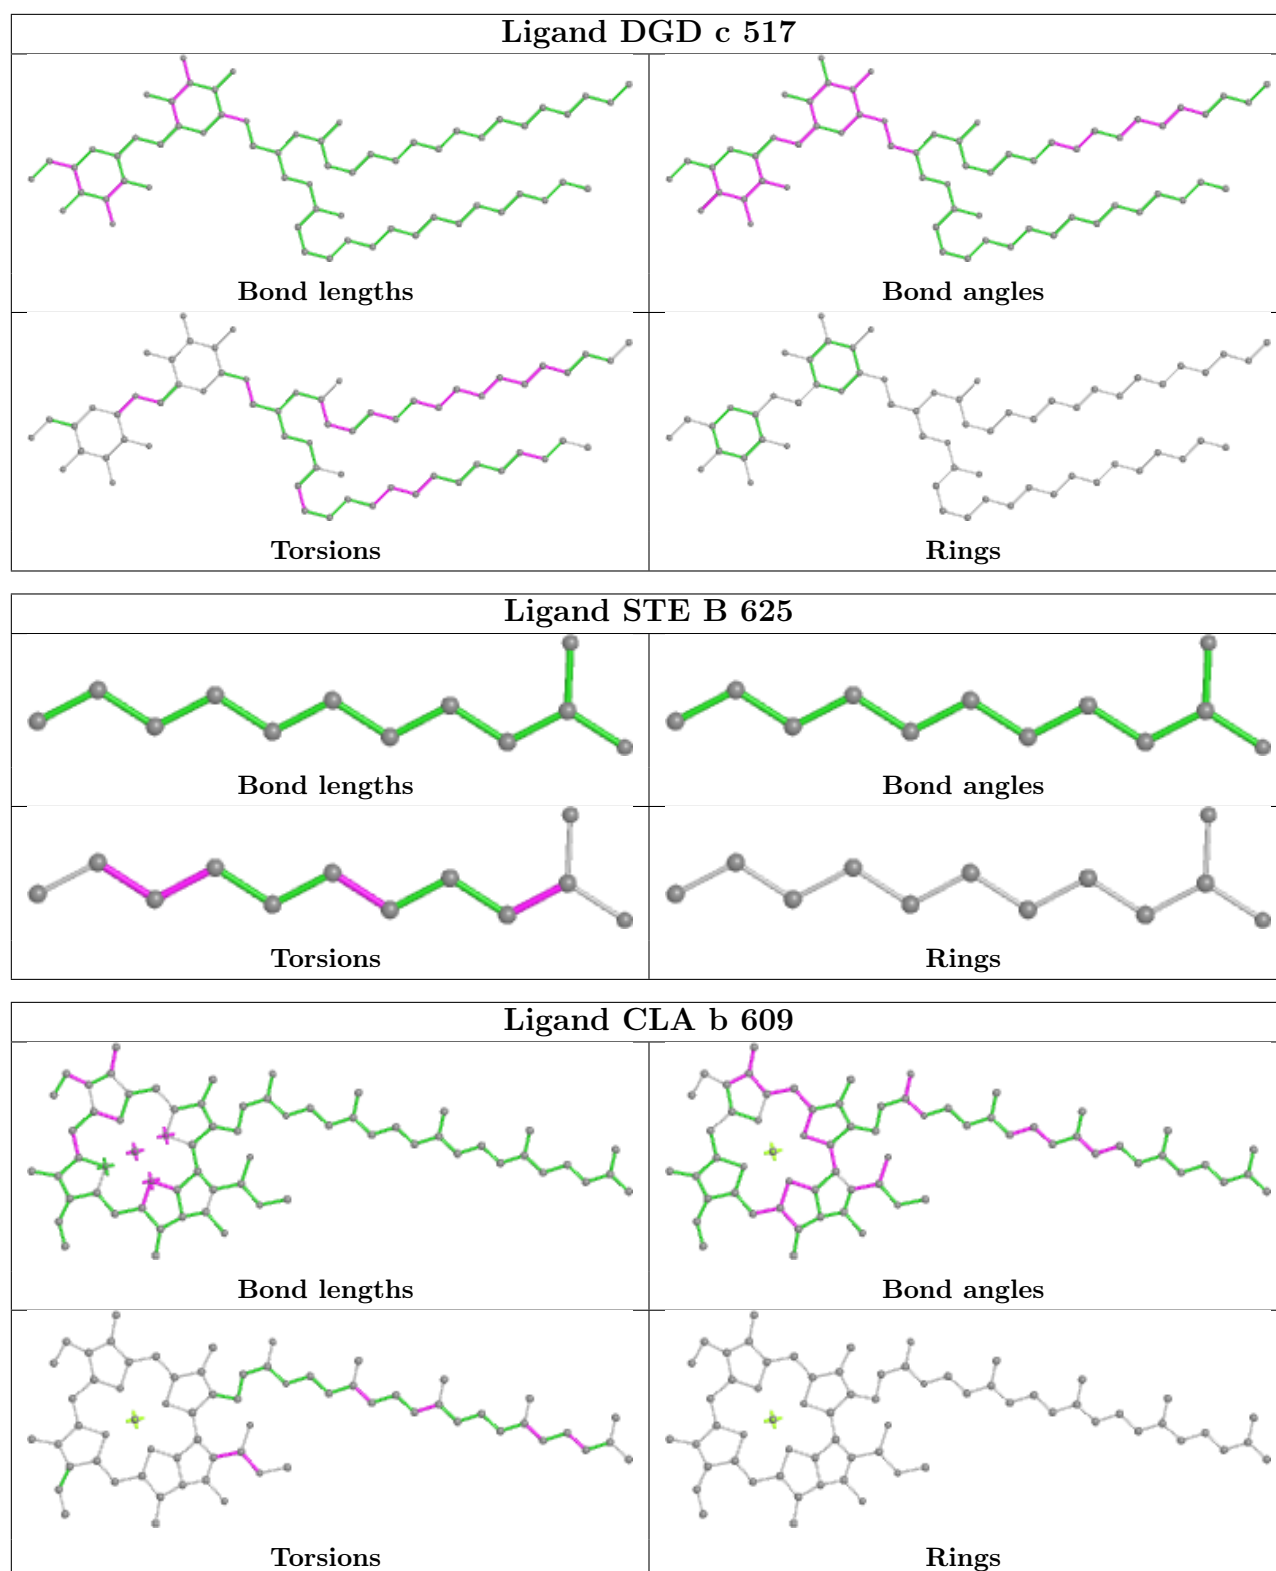 Ligand DGD c 517
Bond lengths
Bond angles
Torsions
Rings
Ligand STE B 625
Bond lengths
Bond angles
Torsions
Rings
Ligand CLA b 609
Bond lengths
Bond angles
Torsions
Rings